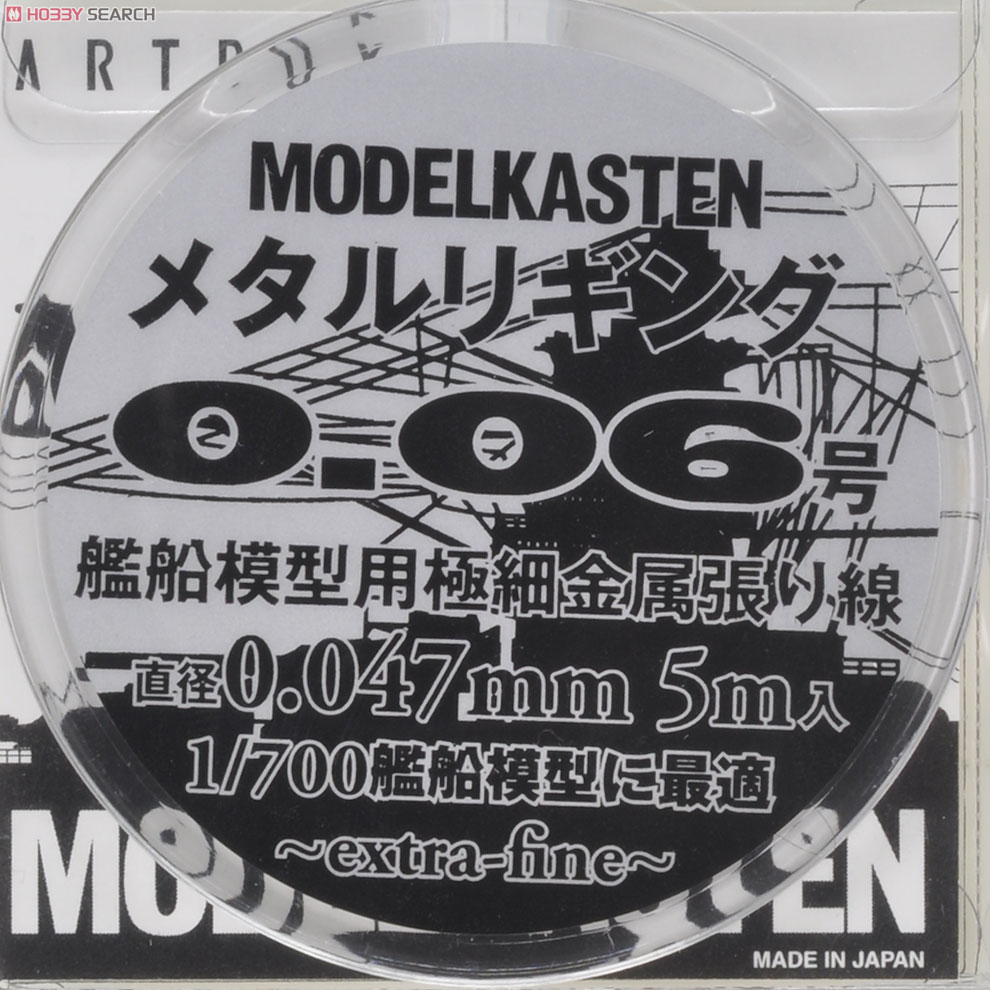 HOBBY SEARCH
ARTBOX
MODELKASTEN
メタルリギング
0.06号
艦船模型用極細金属張り線
直径0.047mm 5m入
1/700艦船模型に最適
~extra-fine~
MADE IN JAPAN